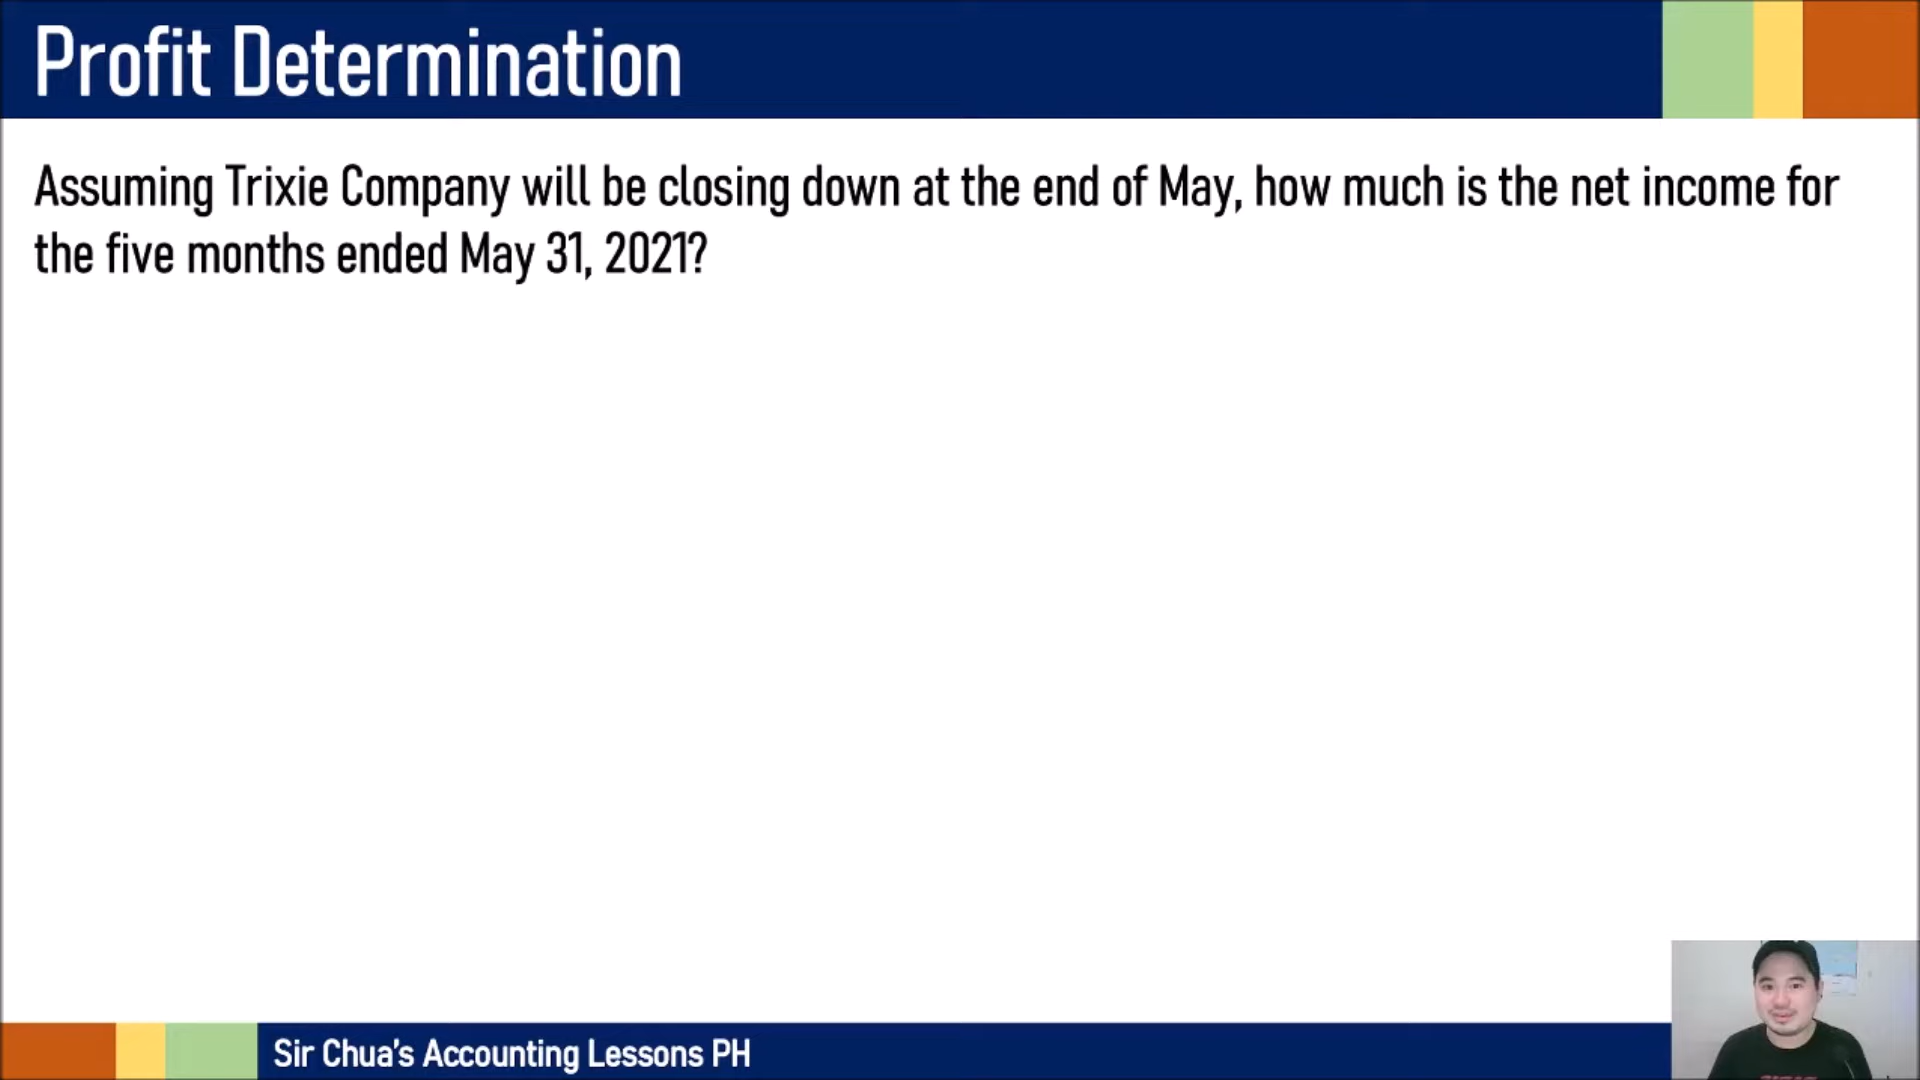 Profit Determination
Assuming Trixie Company will be closing down at the end of May, how much is the net income for
the five months ended May 31, 2021?
Sir Chua's Accounting Lessons PH